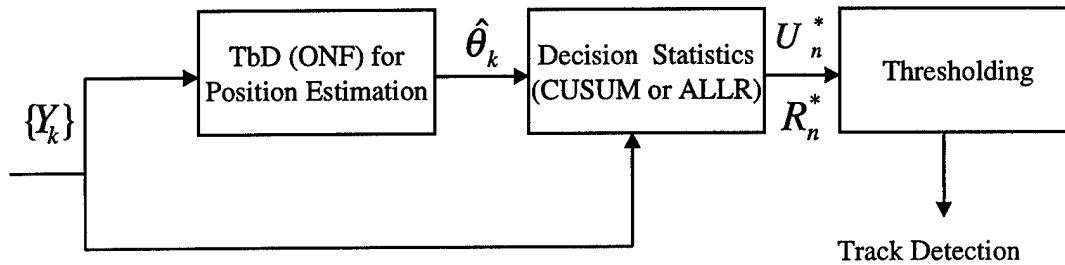 {Y_k}
TbD (ONF) for
Position Estimation
θ̂_k
Decision Statistics
(CUSUM or ALLR)
U_n^*
R_n^*
Thresholding
Track Detection